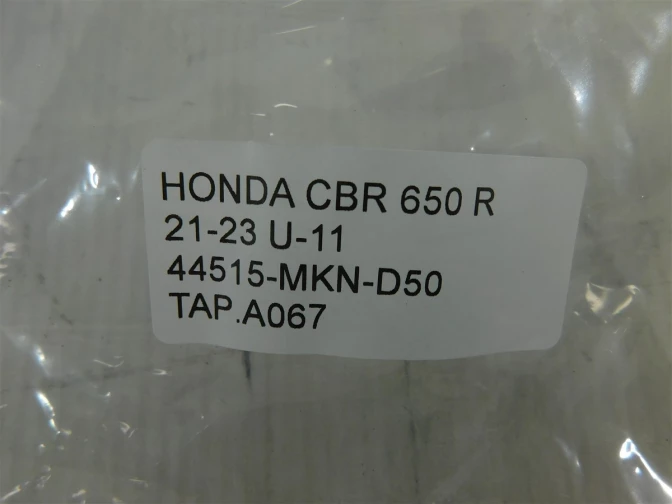 HONDA CBR 650 R
21-23 U-11
44515-MKN-D50
TAP.A067